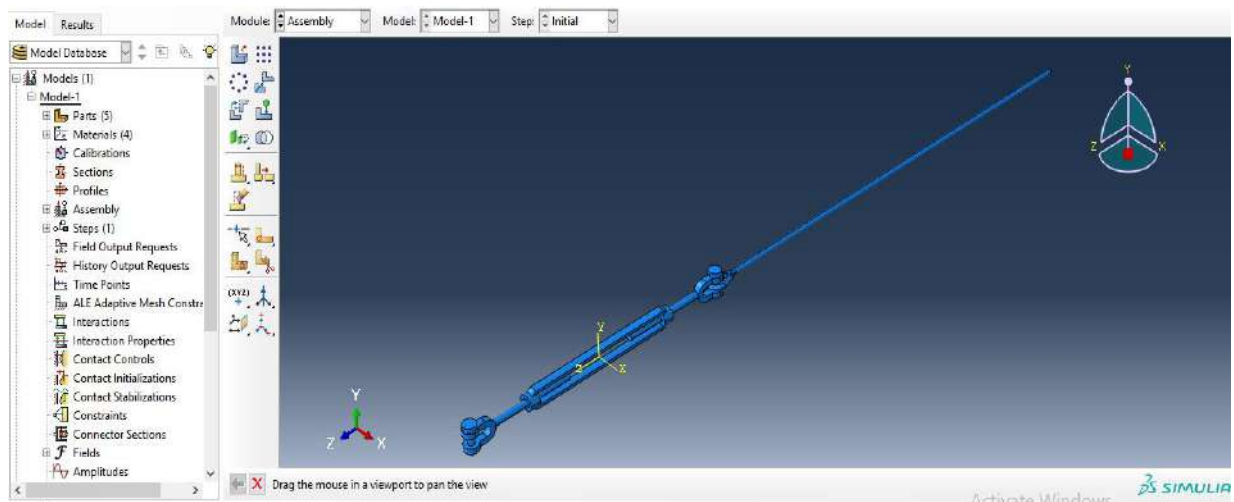 Model Results
Module: Assembly Model: Model-1 Step: Initial
Model Database
Models (1)
Model-1
Parts (5)
Materials (4)
Calibrations
Sections
Profiles
Assembly
Steps (1)
Field Output Requests
History Output Requests
Time Points
ALE Adaptive Mesh Constra
Interactions
Interaction Properties
Contact Controls
Contact Initializations
Contact Stabilizations
Constraints
Connector Sections
Fields
Amplitudes
(XYZ)
Y
Z X
y
z x
Y
Z X
Drag the mouse in a viewport to pan the view
SIMULIA
Activate Windows